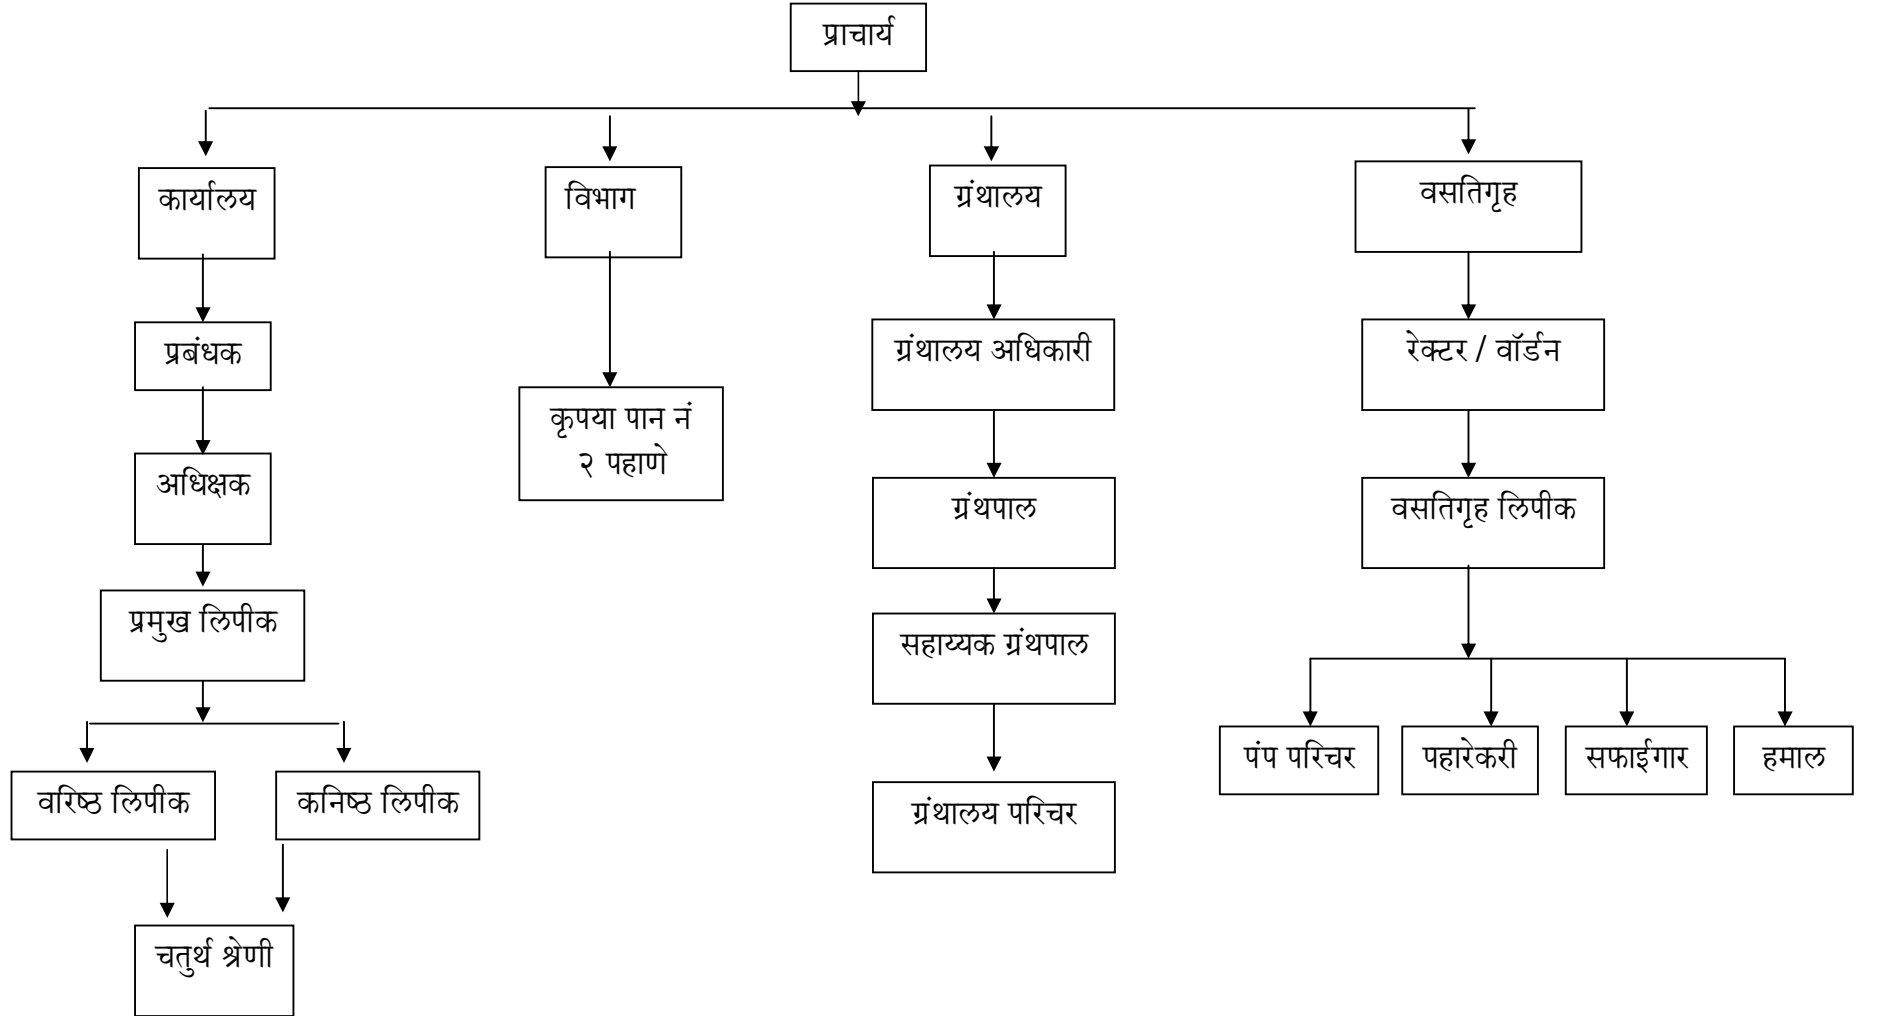 प्राचार्य
कार्यालय
विभाग
ग्रंथालय
वसतिगृह
प्रबंधक
ग्रंथालय अधिकारी
रेक्टर / वॉर्डन
कृपया पान नं
२ पहाणे
अधिक्षक
ग्रंथपाल
वसतिगृह लिपीक
प्रमुख लिपीक
सहाय्यक ग्रंथपाल
वरिष्ठ लिपीक
कनिष्ठ लिपीक
ग्रंथालय परिचर
पंप परिचर
पहारेकरी
सफाईगार
हमाल
चतुर्थ श्रेणी